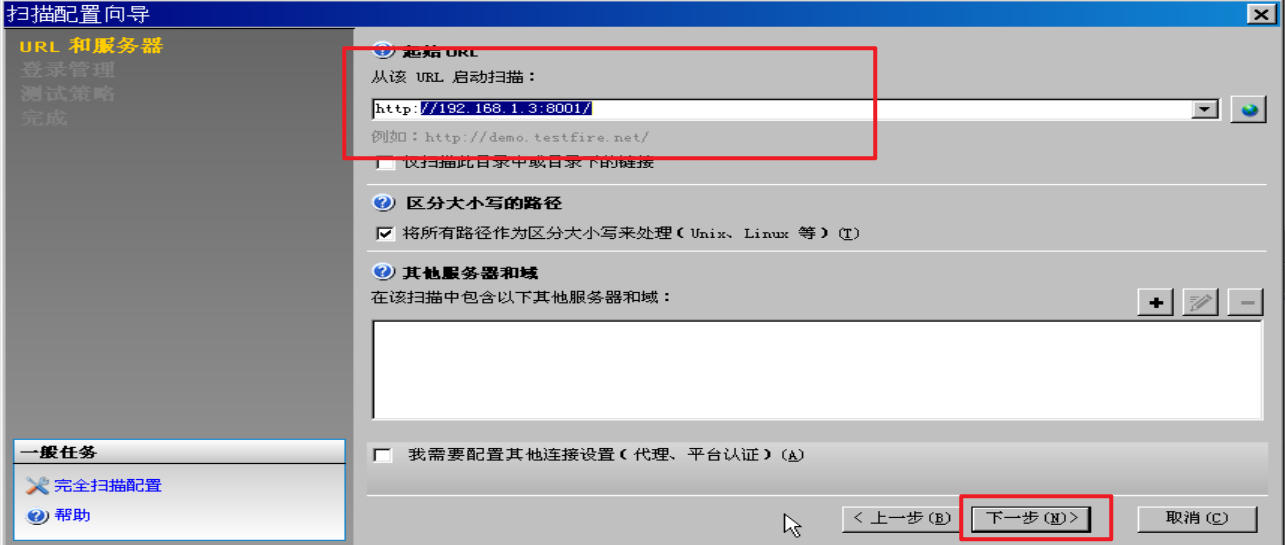 扫描配置向导
URL 和服务器
登录管理
测试策略
完成
起始 URL
从该 URL 启动扫描：
http://192.168.1.3:8001/
例如：http://demo.testfire.net/
仅扫描此目录中或目录下的链接
区分大小写的路径
将所有路径作为区分大小写来处理（Unix、Linux 等）(T)
其他服务器和域
在该扫描中包含以下其他服务器和域：
一般任务
完全扫描配置
帮助
我需要配置其他连接设置（代理、平台认证）(A)
< 上一步(B)
下一步(N)>
取消(C)